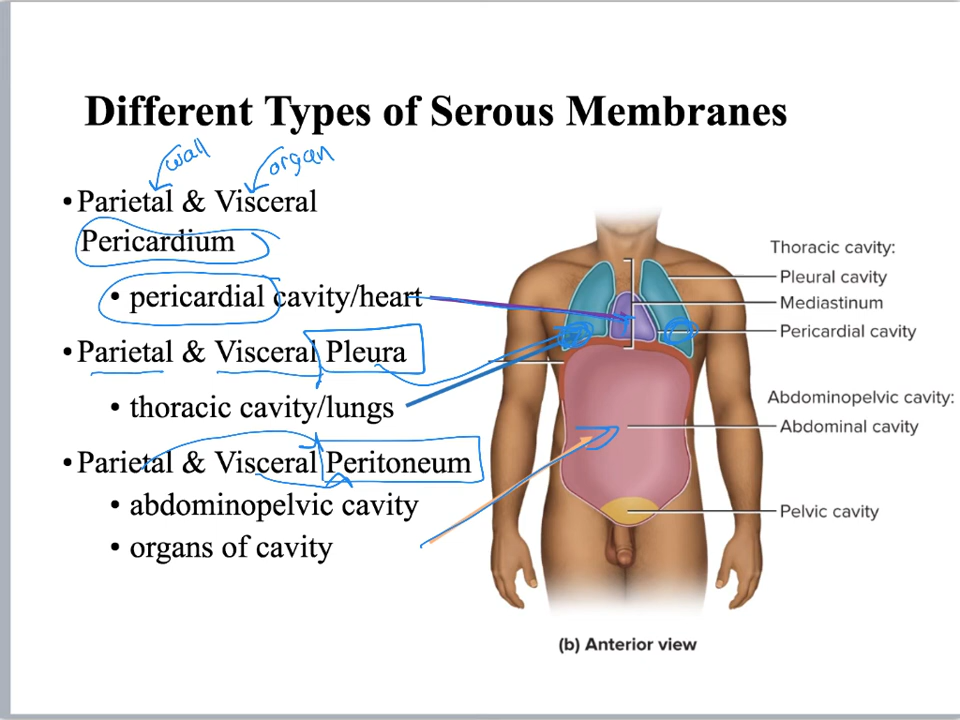 Different Types of Serous Membranes
wall
organ
• Parietal & Visceral
Pericardium
• pericardial cavity/heart
• Parietal & Visceral Pleura
• thoracic cavity/lungs
• Parietal & Visceral Peritoneum
• abdominopelvic cavity
• organs of cavity
Thoracic cavity:
Pleural cavity
Mediastinum
Pericardial cavity
Abdominopelvic cavity:
Abdominal cavity
Pelvic cavity
(b) Anterior view